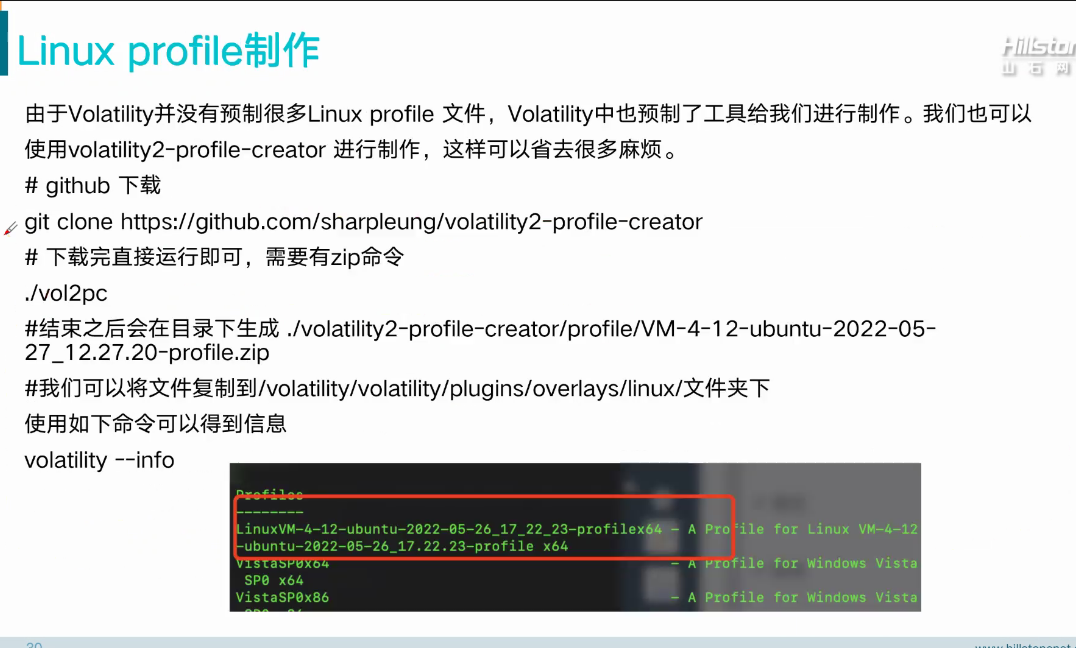 Linux profile制作
Hillston
山石网
由于Volatility并没有预制很多Linux profile 文件，Volatility中也预制了工具给我们进行制作。我们也可以
使用volatility2-profile-creator 进行制作，这样可以省去很多麻烦。
# github 下载
git clone https://github.com/sharpleung/volatility2-profile-creator
# 下载完直接运行即可，需要有zip命令
./vol2pc
#结束之后会在目录下生成 ./volatility2-profile-creator/profile/VM-4-12-ubuntu-2022-05-
27_12.27.20-profile.zip
#我们可以将文件复制到/volatility/volatility/plugins/overlays/linux/文件夹下
使用如下命令可以得到信息
volatility --info
Profiles
--------
LinuxVM-4-12-ubuntu-2022-05-26_17_22_23-profilex64 - A Profile for Linux VM-4-12
-ubuntu-2022-05-26_17.22.23-profile x64
VistaSP0x64 - A Profile for Windows Vista
SP0 x64
VistaSP0x86 - A Profile for Windows Vista
30